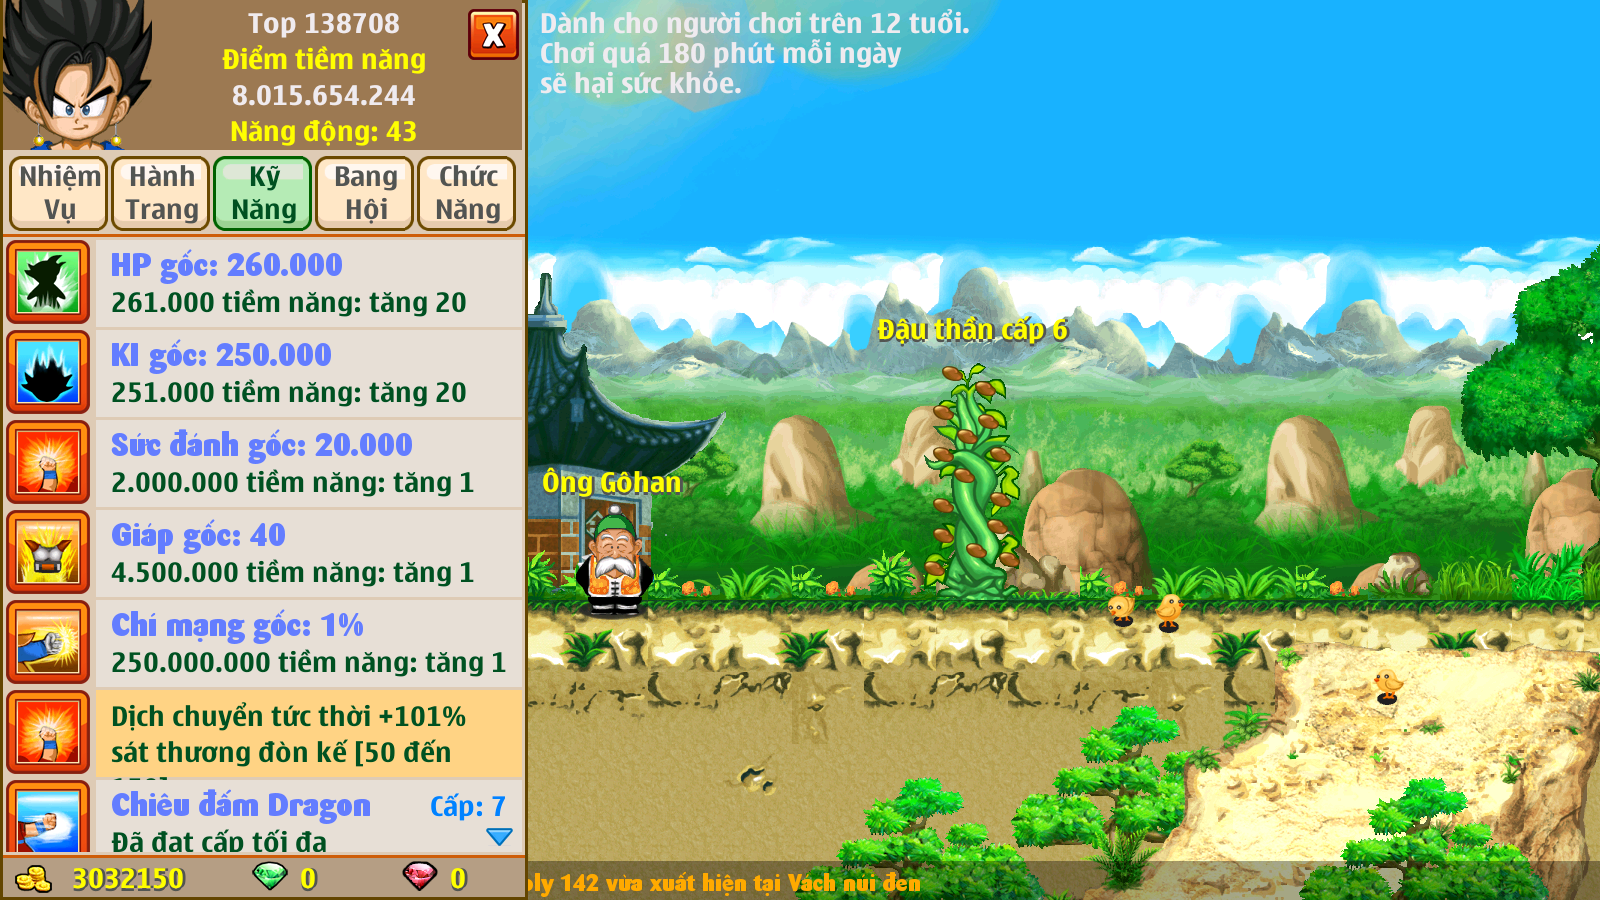 Top 138708
Điểm tiềm năng
8.015.654.244
Năng động: 43
X
Nhiệm Vụ
Hành Trang
Kỹ Năng
Bang Hội
Chức Năng
HP gốc: 260.000
261.000 tiềm năng: tăng 20
KI gốc: 250.000
251.000 tiềm năng: tăng 20
Sức đánh gốc: 20.000
2.000.000 tiềm năng: tăng 1
Giáp gốc: 40
4.500.000 tiềm năng: tăng 1
Chí mạng gốc: 1%
250.000.000 tiềm năng: tăng 1
Dịch chuyển tức thời +101%
sát thương đòn kế [50 đến
Chiêu đấm Dragon Cấp: 7
Đã đạt cấp tối đa
3032150 0 0
Dành cho người chơi trên 12 tuổi.
Chơi quá 180 phút mỗi ngày
sẽ hại sức khỏe.
Đậu thần cấp 6
Ông Gôhan
142 vừa xuất hiện tại Vách núi đen